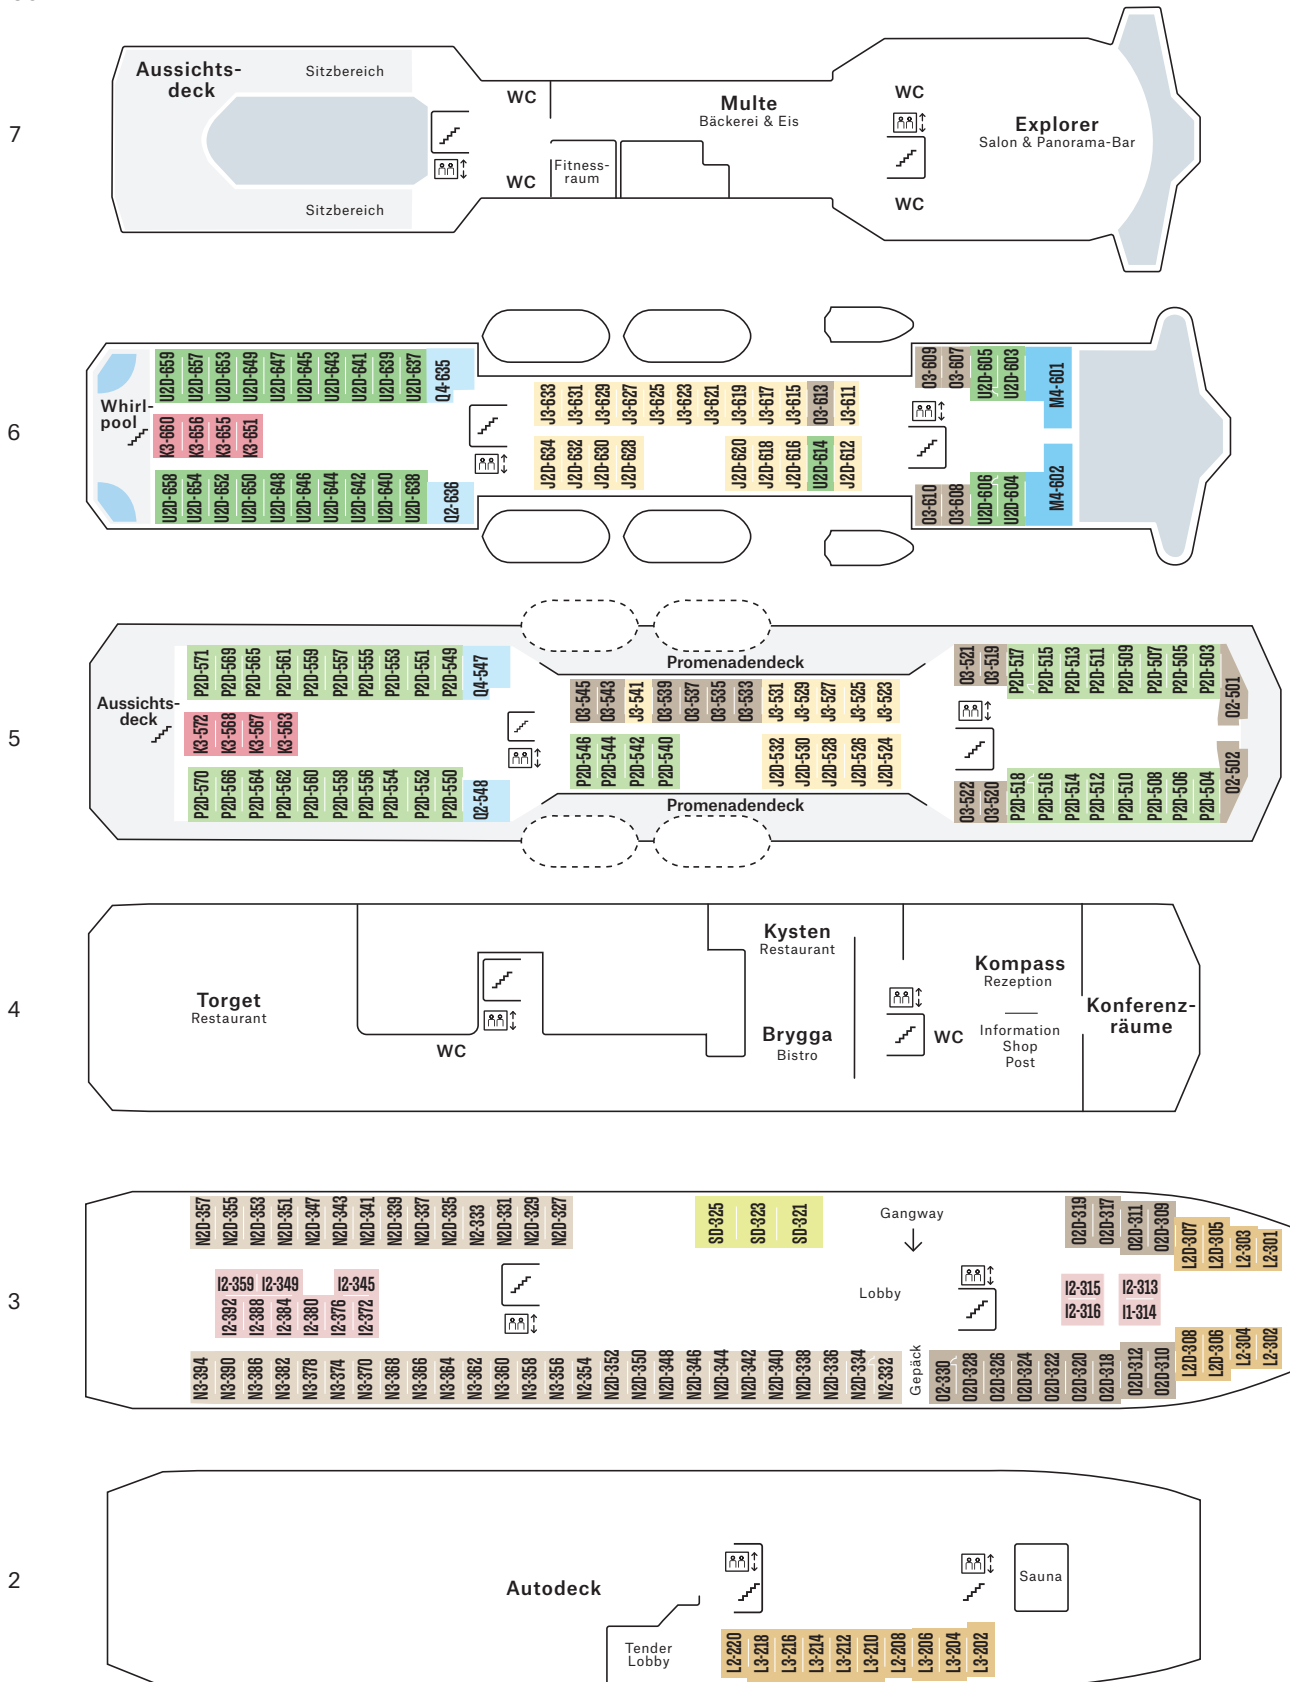 7
Aussichts-
deck
Sitzbereich
Sitzbereich
WC
WC
Multe
Bäckerei & Eis
Fitness-
raum
WC
WC
Explorer
Salon & Panorama-Bar
6
Whirl-
pool
U2D-659
U2D-657
U2D-653
U2D-649
U2D-647
U2D-645
U2D-643
U2D-641
U2D-639
U2D-637
Q4-635
K3-660
K3-656
K3-655
K3-651
U2D-658
U2D-654
U2D-652
U2D-650
U2D-648
U2D-646
U2D-644
U2D-642
U2D-640
U2D-638
Q2-636
J3-633
J3-631
J3-629
J3-627
J3-625
J3-623
J3-621
J3-619
J3-617
J3-615
O3-613
J3-611
J2D-634
J2D-632
J2D-630
J2D-628
J2D-620
J2D-618
J2D-616
U2D-614
J2D-612
O3-609
O3-607
U2D-605
U2D-603
M4-601
O3-610
O3-608
U2D-606
U2D-604
M4-602
5
Aussichts-
deck
P2D-571
P2D-569
P2D-565
P2D-561
P2D-559
P2D-557
P2D-555
P2D-553
P2D-551
P2D-549
Q4-547
K3-572
K3-568
K3-567
K3-563
P2D-570
P2D-566
P2D-564
P2D-562
P2D-560
P2D-558
P2D-556
P2D-554
P2D-552
P2D-550
Q2-548
Promenadendeck
O3-545
O3-543
J3-541
O3-539
O3-537
O3-535
O3-533
J3-531
J3-529
J3-527
J3-525
J3-523
P2D-546
P2D-544
P2D-542
P2D-540
J2D-532
J2D-530
J2D-528
J2D-526
J2D-524
Promenadendeck
O3-521
O3-519
P2D-517
P2D-515
P2D-513
P2D-511
P2D-509
P2D-507
P2D-505
P2D-503
O2-501
O3-522
O3-520
P2D-518
P2D-516
P2D-514
P2D-512
P2D-510
P2D-508
P2D-506
P2D-504
O2-502
4
Torget
Restaurant
WC
Kysten
Restaurant
Brygga
Bistro
WC
Kompass
Rezeption
Information
Shop
Post
Konferenz-
räume
3
N2D-357
N2D-355
N2D-353
N2D-351
N2D-347
N2D-343
N2D-341
N2D-339
N2D-337
N2D-335
N2-333
N2D-331
N2D-329
N2D-327
SD-325
SD-323
SD-321
Gangway
Lobby
O2D-319
O2D-317
O2D-311
O2D-309
L2D-307
L2D-305
L2-303
L2-301
I2-359
I2-349
I2-345
I2-392
I2-388
I2-384
I2-380
I2-376
I2-372
I2-315
I2-316
I2-313
I1-314
N3-394
N3-390
N3-386
N3-382
N3-378
N3-374
N3-370
N3-368
N3-366
N3-364
N3-362
N3-360
N3-358
N3-356
N2-354
N2D-352
N2D-350
N2D-348
N2D-346
N2D-344
N2D-342
N2D-340
N2D-338
N2D-336
N2D-334
N2-332
Gepäck
O2-330
O2D-328
O2D-326
O2D-324
O2D-322
O2D-320
O2D-318
O2D-312
O2D-310
L2D-308
L2D-306
L2-304
L2-302
2
Autodeck
Tender
Lobby
Sauna
L2-220
L3-218
L3-216
L3-214
L3-212
L3-210
L2-208
L3-206
L3-204
L3-202